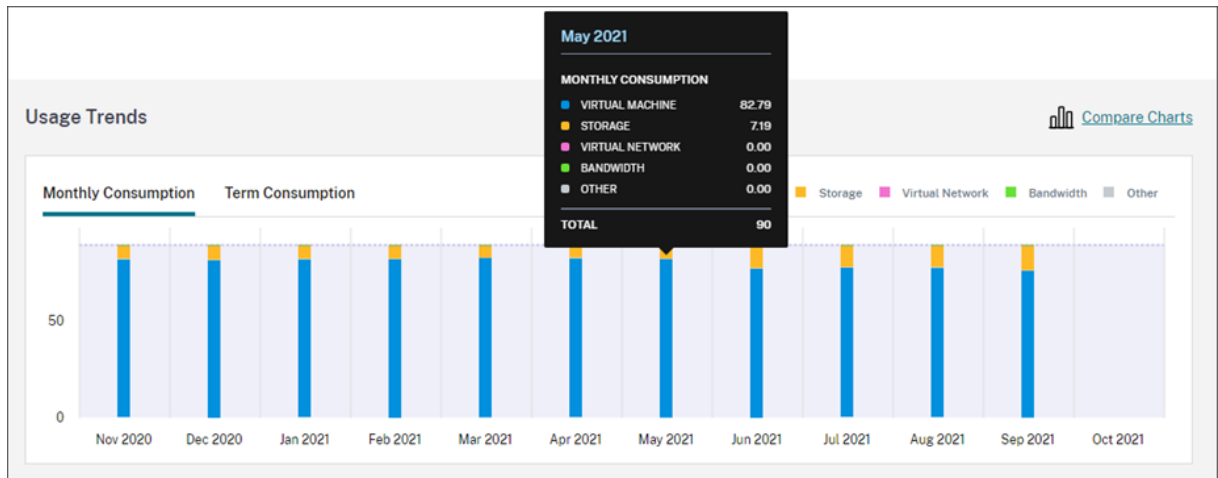 May 2021
MONTHLY CONSUMPTION
VIRTUAL MACHINE 82.79
STORAGE 7.19
VIRTUAL NETWORK 0.00
BANDWIDTH 0.00
OTHER 0.00
TOTAL 90
Usage Trends
Compare Charts
Monthly Consumption Term Consumption
Storage Virtual Network Bandwidth Other
50
0
Nov 2020 Dec 2020 Jan 2021 Feb 2021 Mar 2021 Apr 2021 May 2021 Jun 2021 Jul 2021 Aug 2021 Sep 2021 Oct 2021